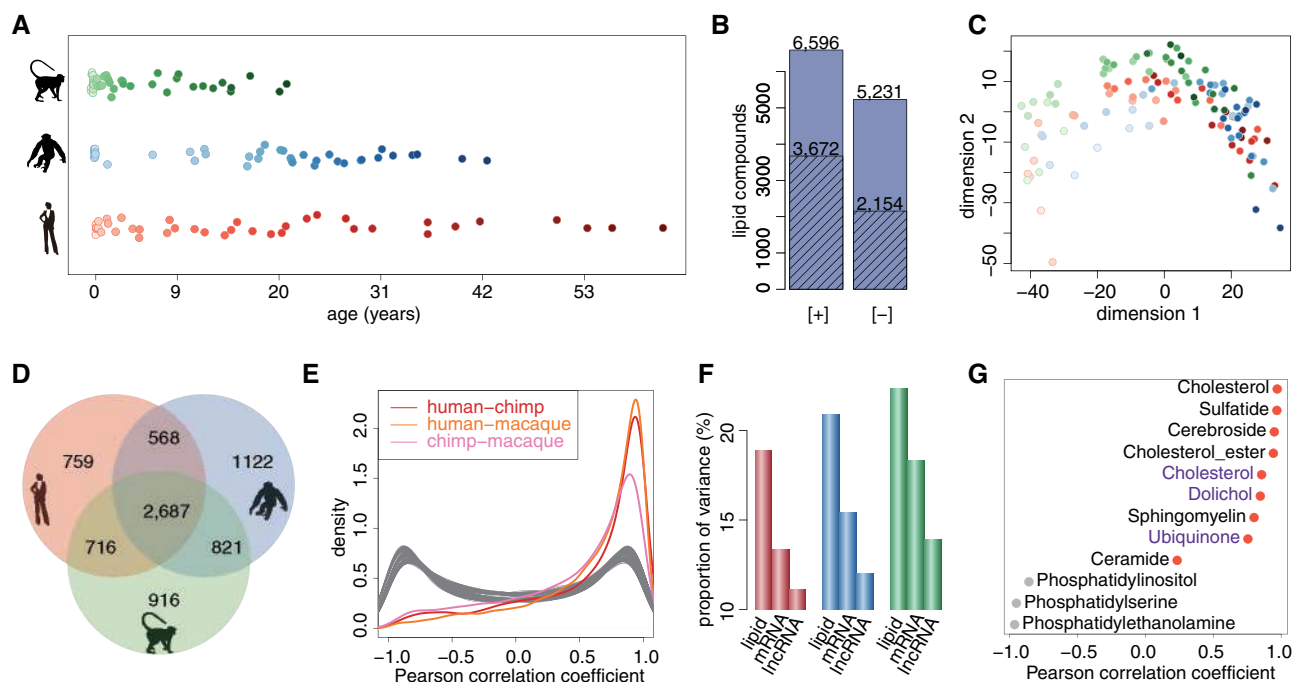 A
0 9 20 31 42 53
age (years)
B
lipid compounds
0 1000 3000 5000
6,596
3,672
5,231
2,154
[+] [−]
C
dimension 2
10
−10
−30
−50
−40 −20 0 20
dimension 1
D
568
759
1122
2,687
716
821
916
E
human−chimp
human−macaque
chimp−macaque
density
0.0 0.5 1.0 1.5 2.0
−1.0 −0.5 0.0 0.5 1.0
Pearson correlation coefficient
F
proportion of variance (%)
20
15
10
lipid mRNA lncRNA lipid mRNA lncRNA lipid mRNA lncRNA
G
Cholesterol
Sulfatide
Cerebroside
Cholesterol_ester
Cholesterol
Dolichol
Sphingomyelin
Ubiquinone
Ceramide
Phosphatidylinositol
Phosphatidylserine
Phosphatidylethanolamine
−1.0 −0.5 0.0 0.5 1.0
Pearson correlation coefficient